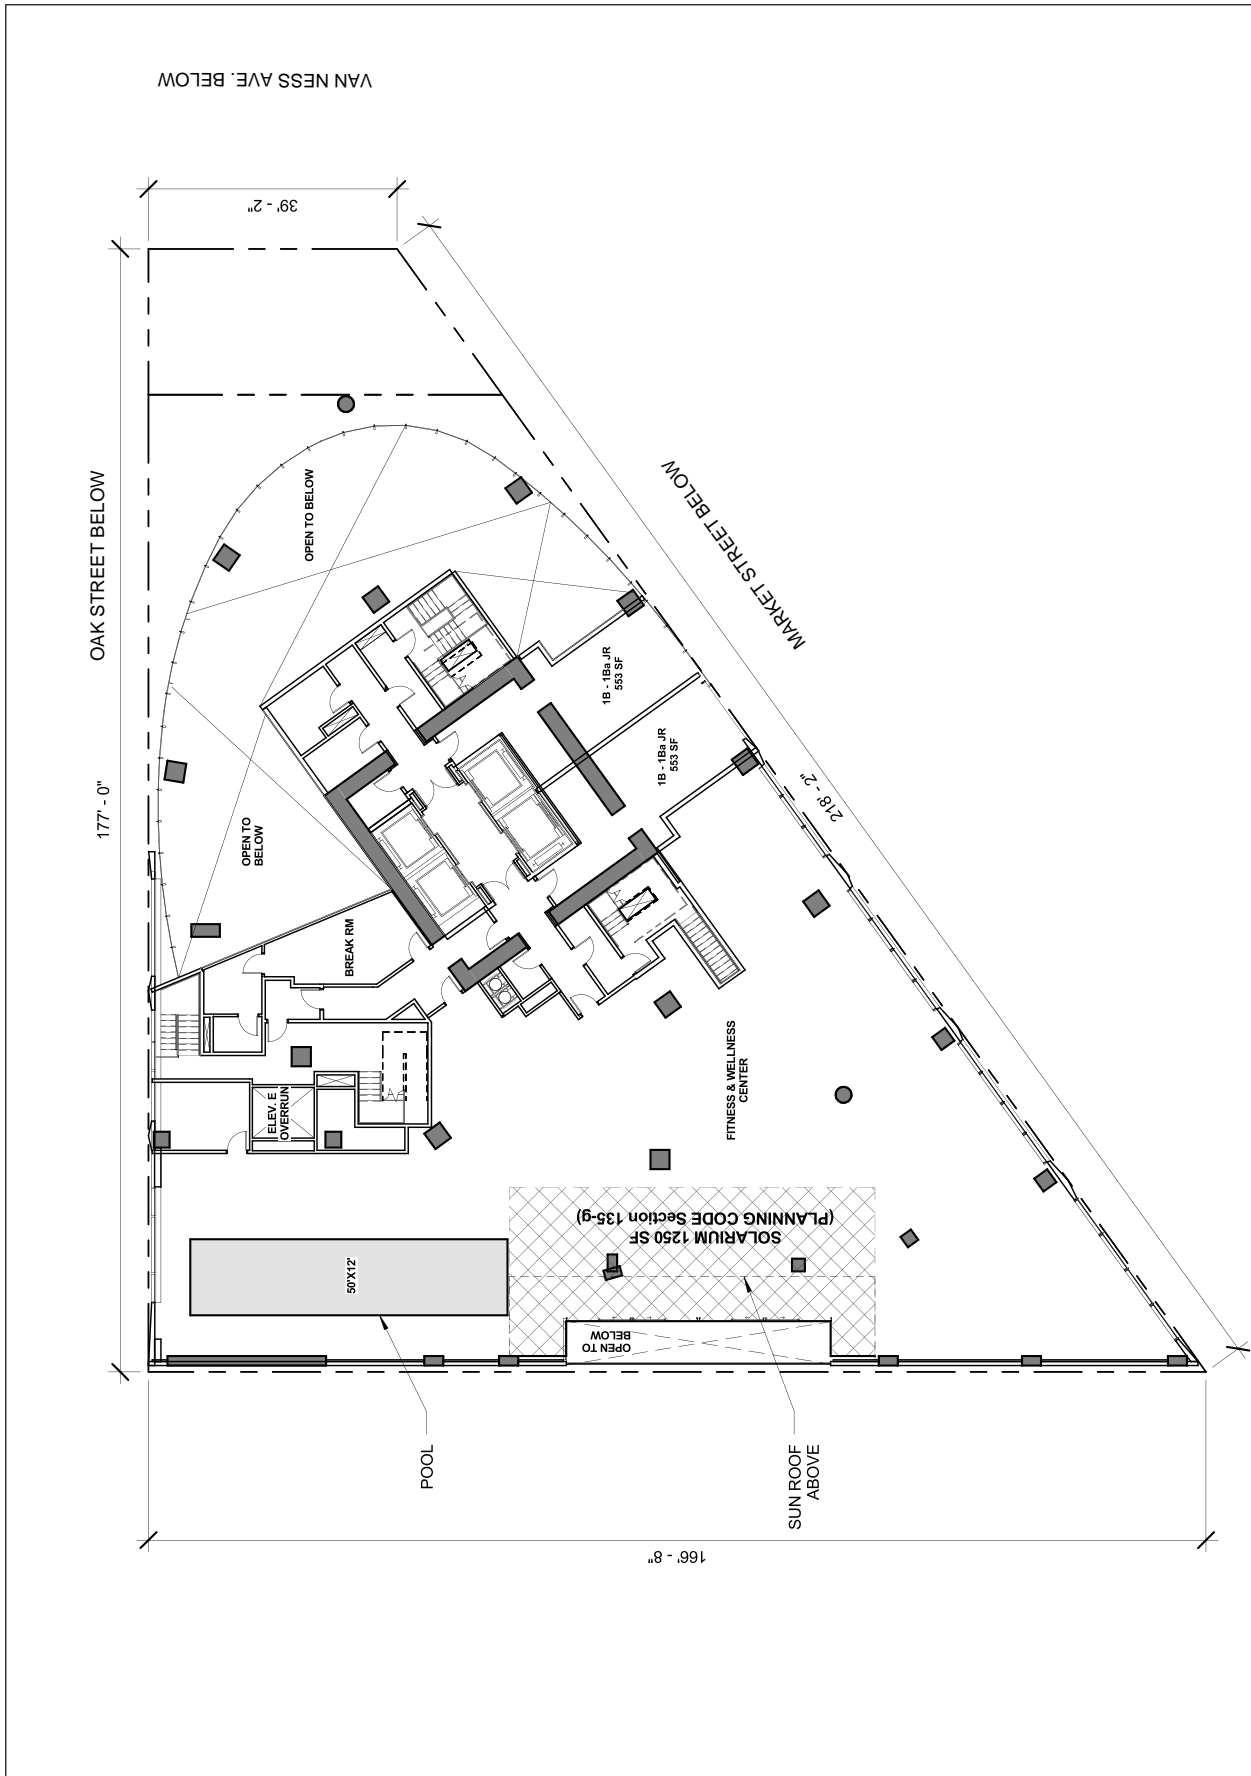 VAN NESS AVE. BELOW
39' - 2"
OAK STREET BELOW
177' - 0"
MARKET STREET BELOW
218' - 2"
OPEN TO BELOW
OPEN TO
BELOW
1B - 1Ba JR
553 SF
1B - 1Ba JR
553 SF
BREAK RM
ELEV. E
OVERRUN
FITNESS & WELLNESS
CENTER
SOLARIUM 1250 SF
(PLANNING CODE Section 135-g)
50'X12'
OPEN TO
BELOW
POOL
SUN ROOF
ABOVE
166' - 8"